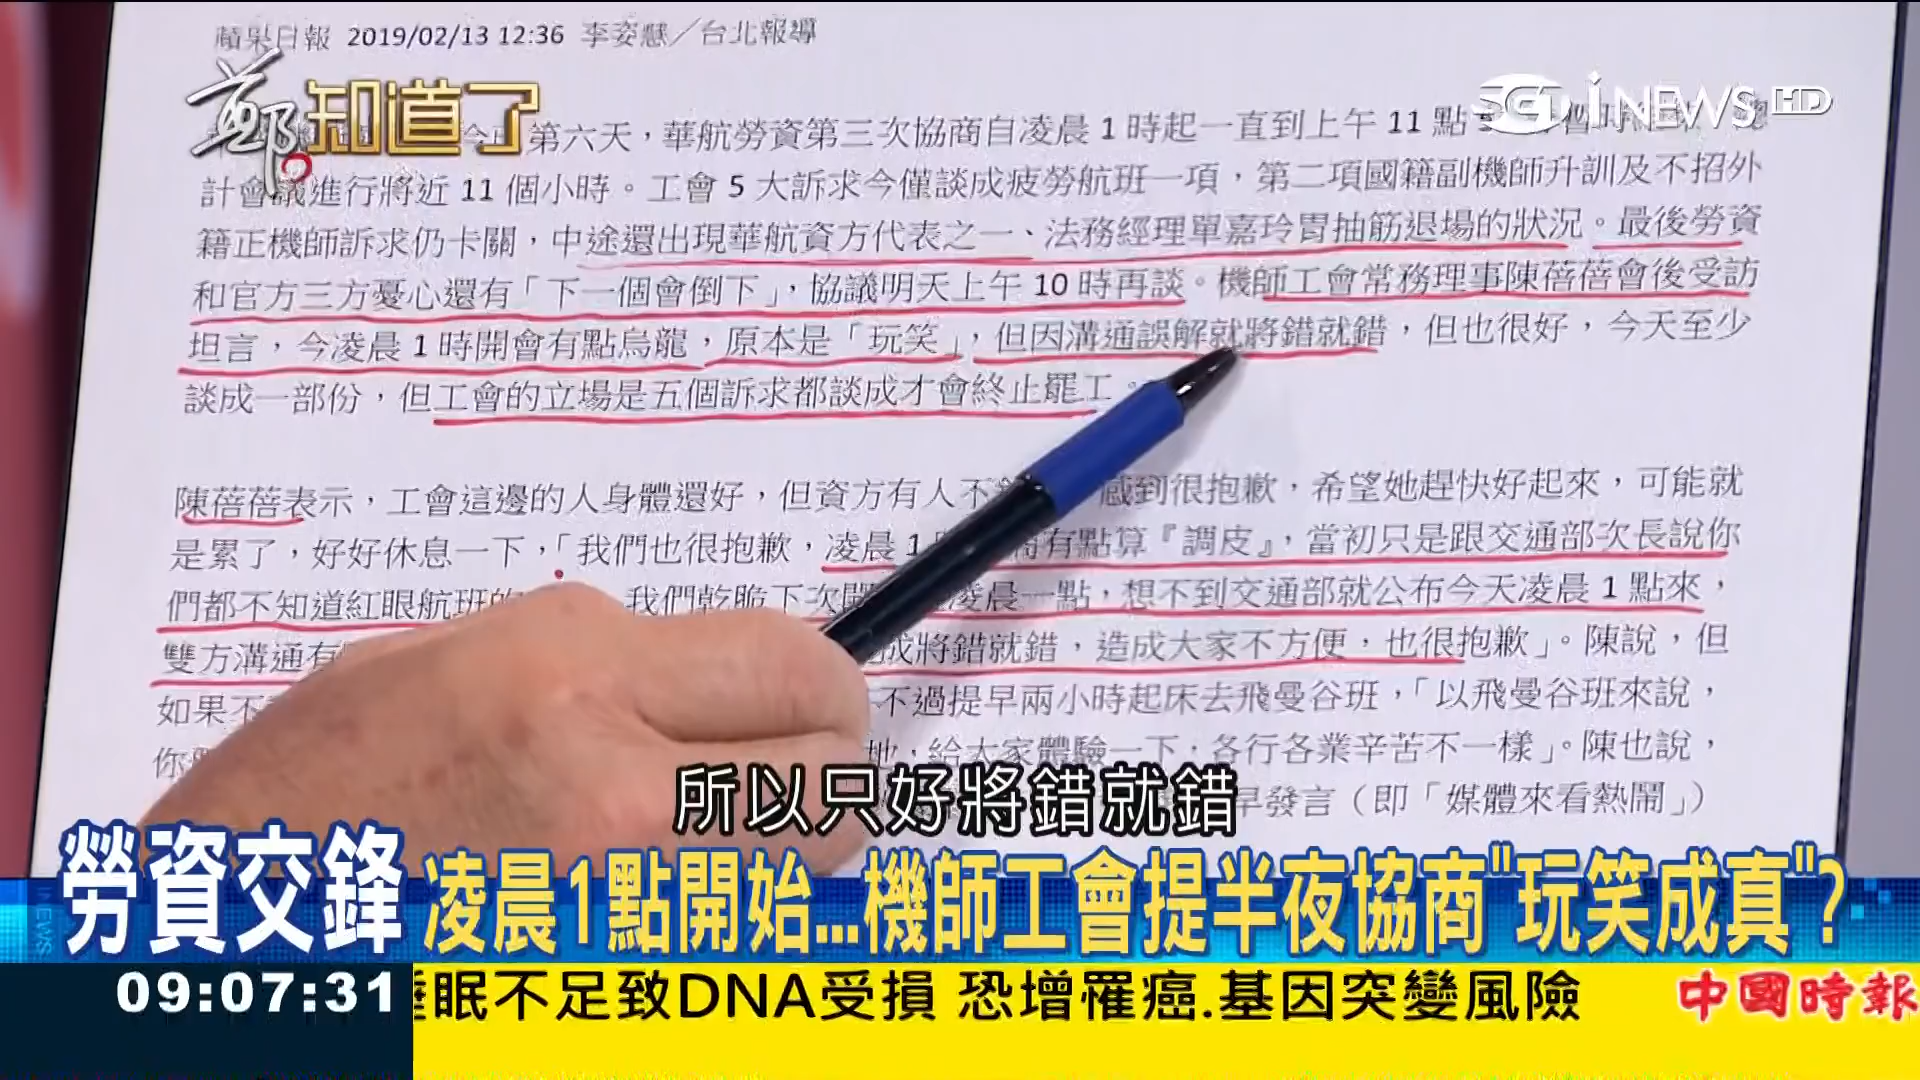 蘋果日報 2019/02/13 12:36 李姿慧／台北報導
鄭知道了
iNEWS HD
第六天，華航勞資第三次協商自凌晨 1 時起一直到上午 11 點
計會議進行將近 11 個小時。工會 5 大訴求今僅談成疲勞航班一項，第二項國籍副機師升訓及不招外
籍正機師訴求仍卡關，中途還出現華航資方代表之一、法務經理單嘉玲胃抽筋退場的狀況。最後勞資
和官方三方憂心還有「下一個會倒下」，協議明天上午 10 時再談。機師工會常務理事陳蓓蓓會後受訪
坦言，今凌晨 1 時開會有點烏龍，原本是「玩笑」，但因溝通誤解就將錯就錯，但也很好，今天至少
談成一部份，但工會的立場是五個訴求都談成才會終止罷工。
陳蓓蓓表示，工會這邊的人身體還好，但資方有人不 感到很抱歉，希望她趕快好起來，可能就
是累了，好好休息一下，「我們也很抱歉，凌晨 1 有點算『調皮』，當初只是跟交通部次長說你
們都不知道紅眼航班的 我們乾脆下次開 凌晨一點，想不到交通部就公布今天凌晨 1 點來，
雙方溝通有 成將錯就錯，造成大家不方便，也很抱歉」。陳說，但
如果不 不過提早兩小時起床去飛曼谷班，「以飛曼谷班來說，
你 地，給大家體驗一下，各行各業辛苦不一樣」。陳也說，
早發言（即「媒體來看熱鬧」）
所以只好將錯就錯
勞資交鋒 凌晨1點開始...機師工會提半夜協商"玩笑成真"?
iNEWS
09:07:31 眠不足致DNA受損 恐增罹癌.基因突變風險 中國時報